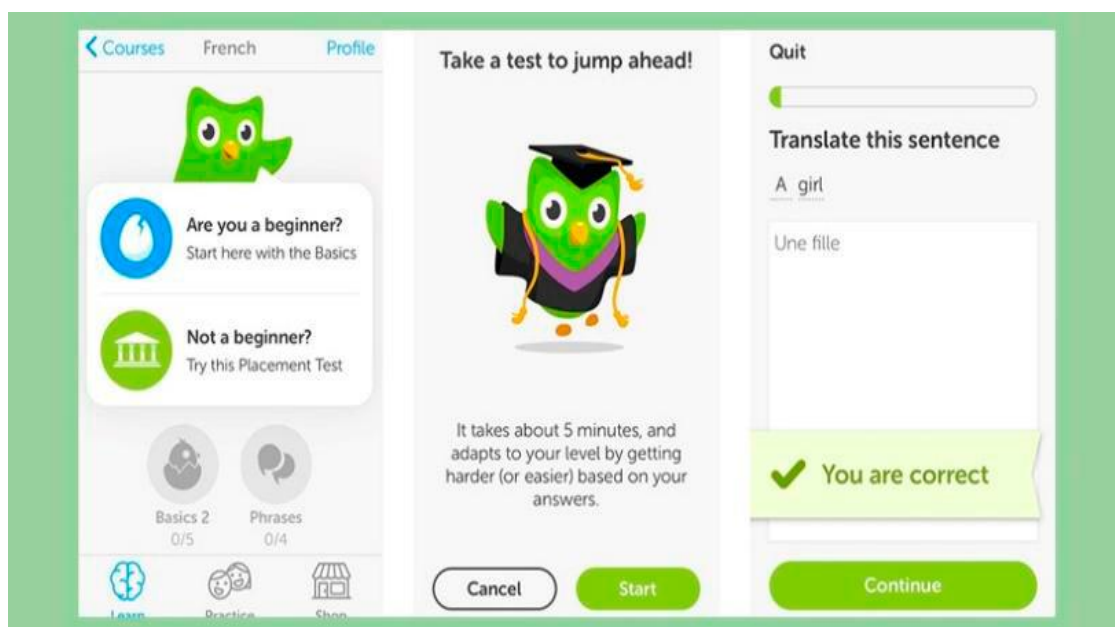 Courses French Profile
Are you a beginner?
Start here with the Basics
Not a beginner?
Try this Placement Test
Basics 2 Phrases
0/5 0/4
Learn Practice Shop
Take a test to jump ahead!
It takes about 5 minutes, and
adapts to your level by getting
harder (or easier) based on your
answers.
Cancel Start
Quit
Translate this sentence
A girl
Une fille
You are correct
Continue